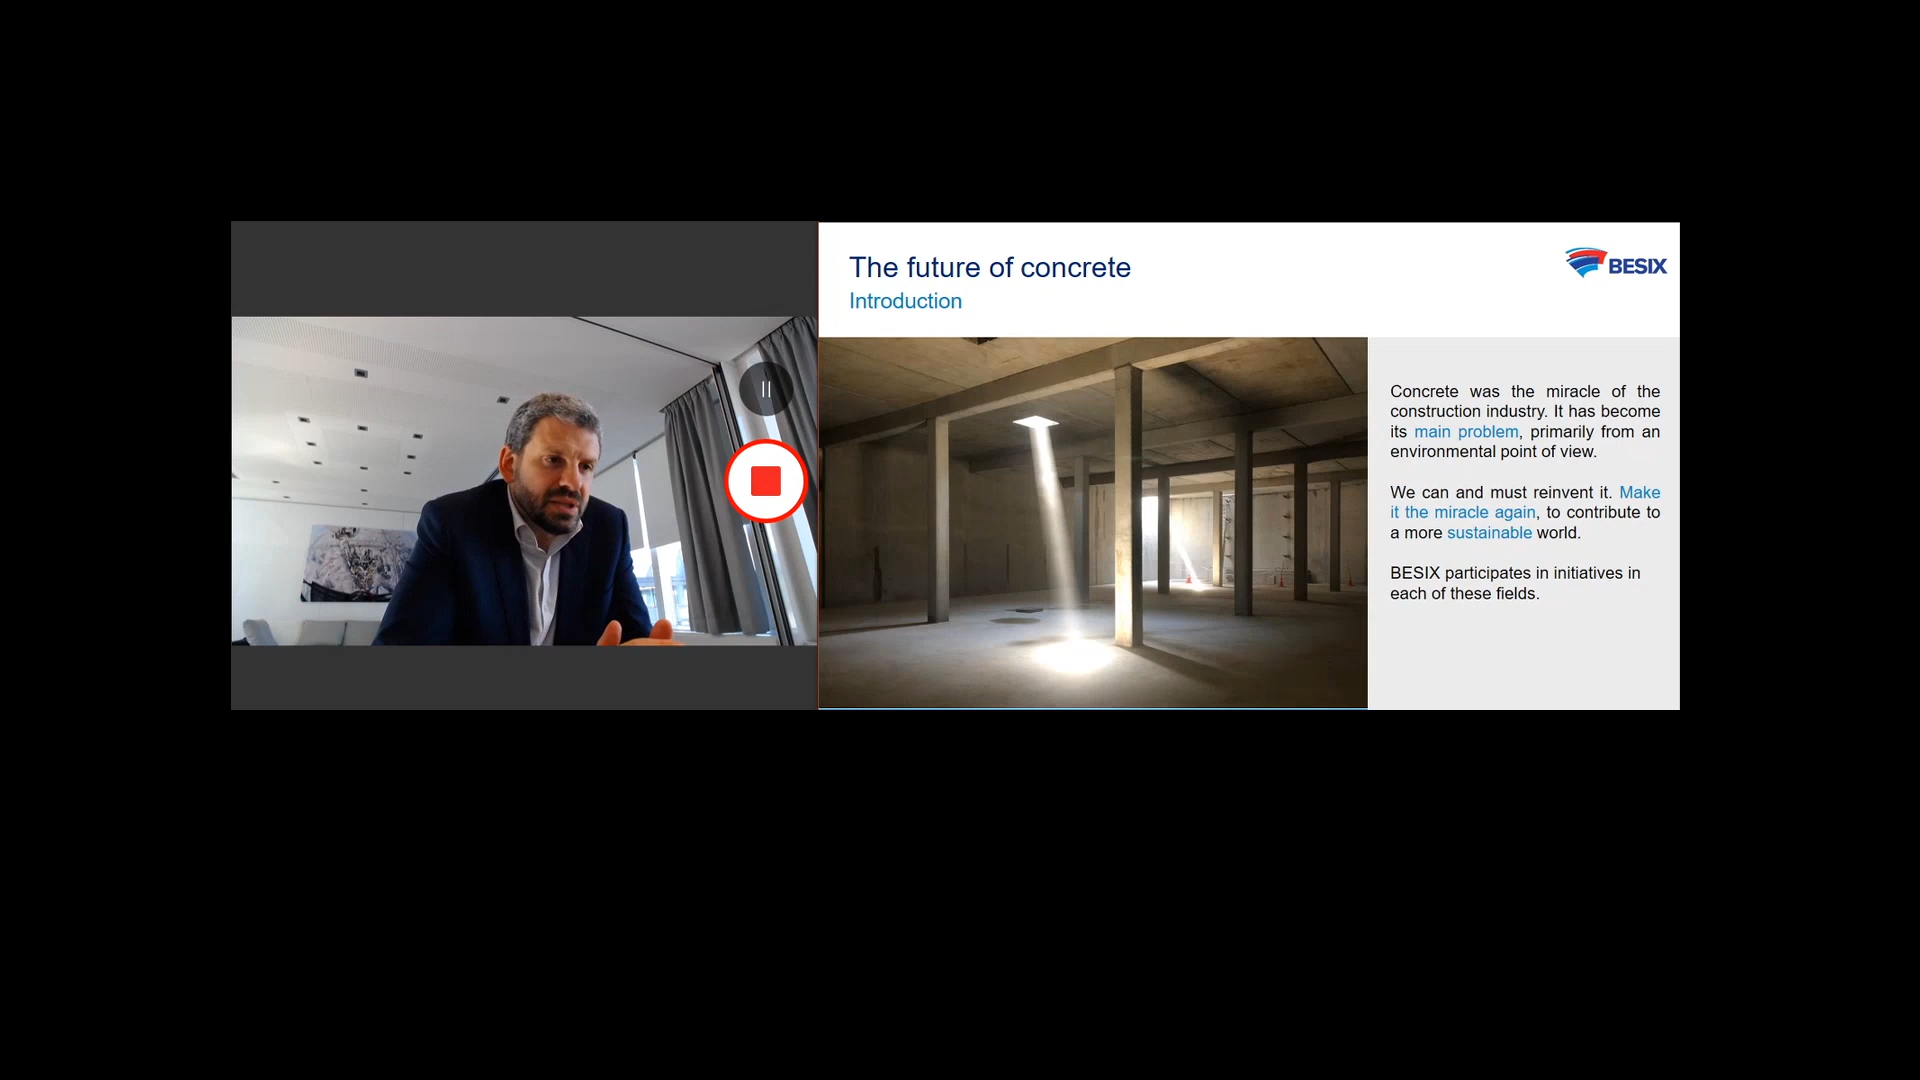 The future of concrete
BESIX
Introduction
Concrete was the miracle of the
construction industry. It has become
its main problem, primarily from an
environmental point of view.
We can and must reinvent it. Make
it the miracle again, to contribute to
a more sustainable world.
BESIX participates in initiatives in
each of these fields.